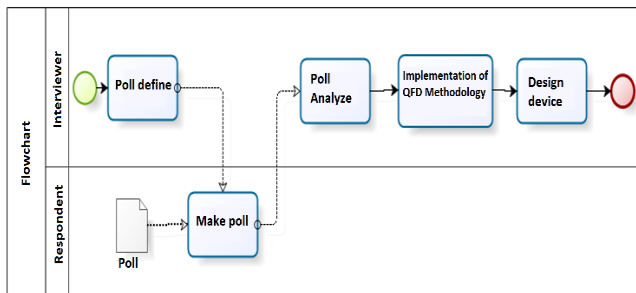 Flowchart
Interviewer
Poll define
Poll
Analyze
Implementation of
QFD Methodology
Design
device
Respondent
Poll
Make poll